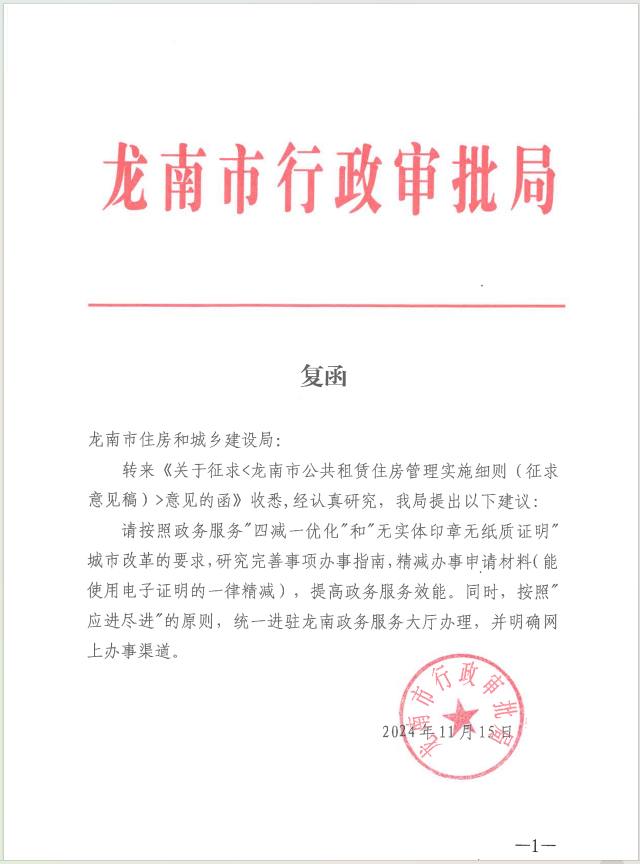 龙南市行政审批局
复函
龙南市住房和城乡建设局：
转来《关于征求<龙南市公共租赁住房管理实施细则（征求
意见稿）>意见的函》收悉,经认真研究，我局提出以下建议：
请按照政务服务"四减一优化"和"无实体印章无纸质证明"
城市改革的要求,研究完善事项办事指南,精减办事申请材料(能
使用电子证明的一律精减)，提高政务服务效能。同时，按照"
应进尽进"的原则，统一进驻龙南政务服务大厅办理，并明确网
上办事渠道。
龙南市行政审批局
2024年11月15日
—1—